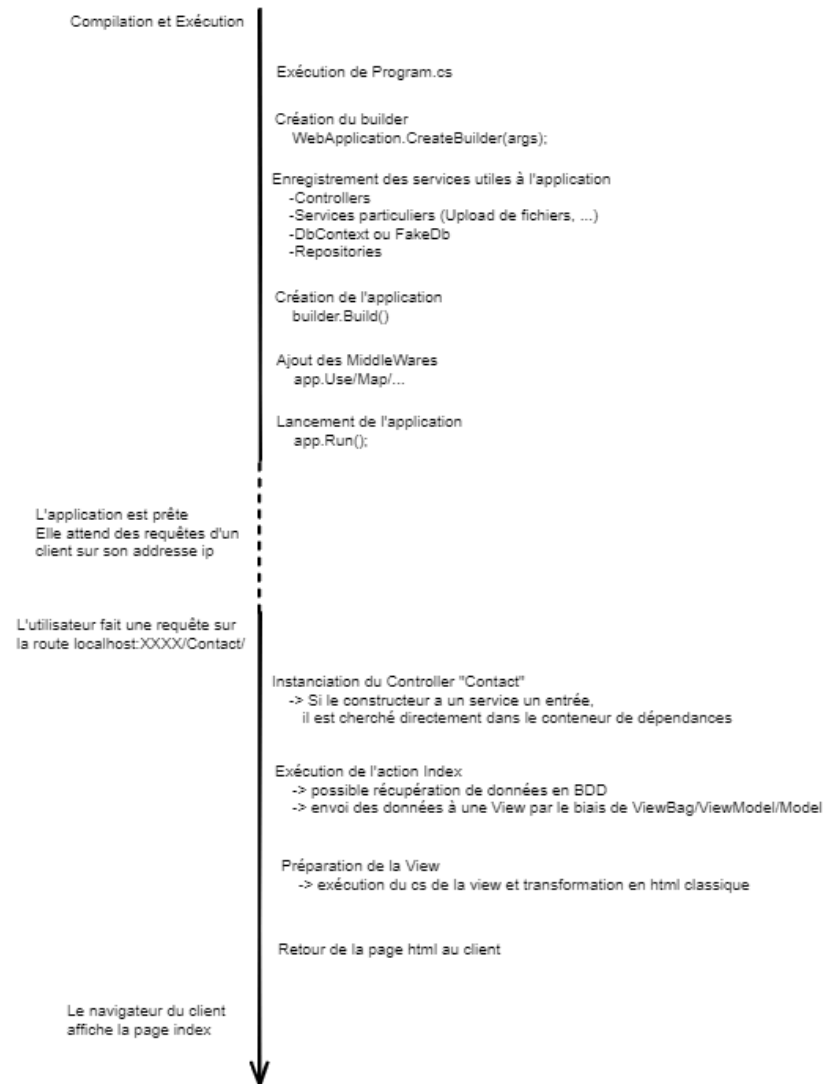 Compilation et Exécution
Exécution de Program.cs
Création du builder
WebApplication.CreateBuilder(args);
Enregistrement des services utiles à l'application
-Controllers
-Services particuliers (Upload de fichiers, ...)
-DbContext ou FakeDb
-Repositories
Création de l'application
builder.Build()
Ajout des MiddleWares
app.Use/Map/...
Lancement de l'application
app.Run();
L'application est prête
Elle attend des requêtes d'un
client sur son addresse ip
L'utilisateur fait une requête sur
la route localhost:XXXX/Contact/
Instanciation du Controller "Contact"
-> Si le constructeur a un service un entrée,
il est cherché directement dans le conteneur de dépendances
Exécution de l'action Index
-> possible récupération de données en BDD
-> envoi des données à une View par le biais de ViewBag/ViewModel/Model
Préparation de la View
-> exécution du cs de la view et transformation en html classique
Retour de la page html au client
Le navigateur du client
affiche la page index